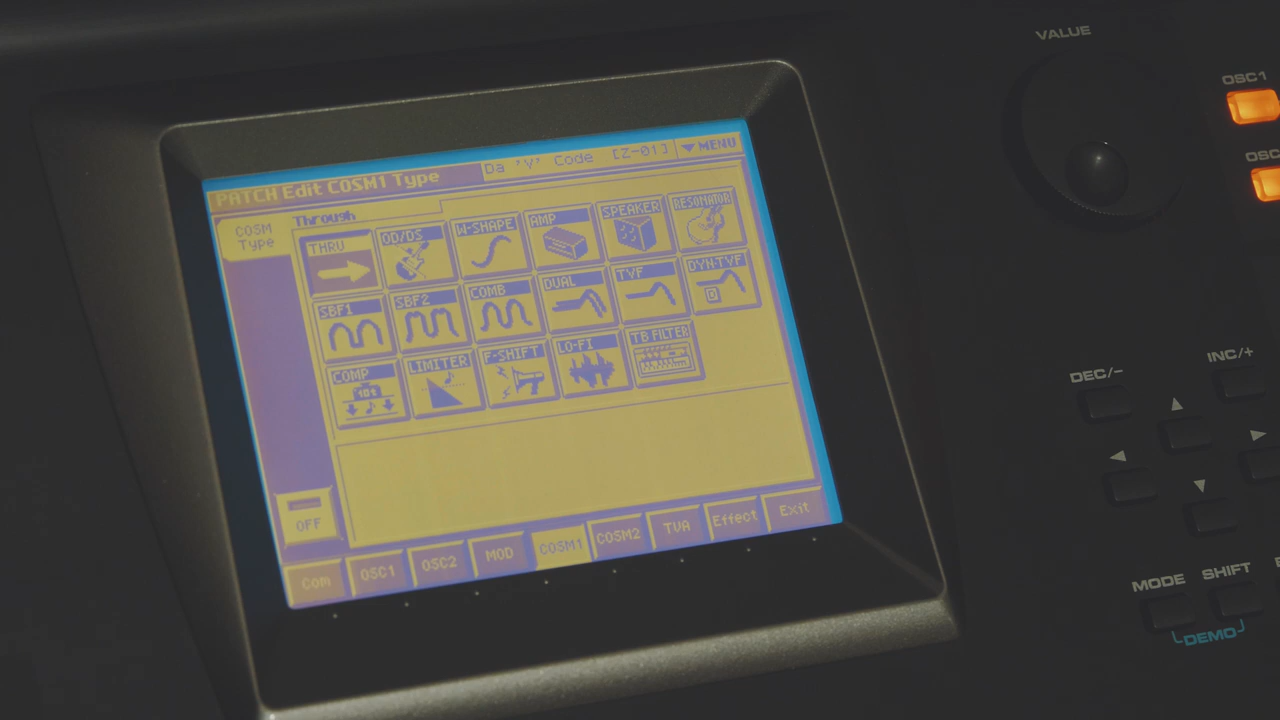 VALUE
OSC1
OSC
PATCH Edit COSM1 Type
Da 'V' Code [Z-01] ▼MENU
COSM Type
Through
THRU OD/DS W-SHAPE AMP SPEAKER RESONATOR
SBF1 SBF2 COMB DUAL TVF DYN-TVF
COMP LIMITER F-SHIFT LO-FI TB FILTER
10t
OFF
Com OSC1 OSC2 MOD COSM1 COSM2 TVA Effect Exit
DEC/- INC/+
MODE SHIFT
DEMO